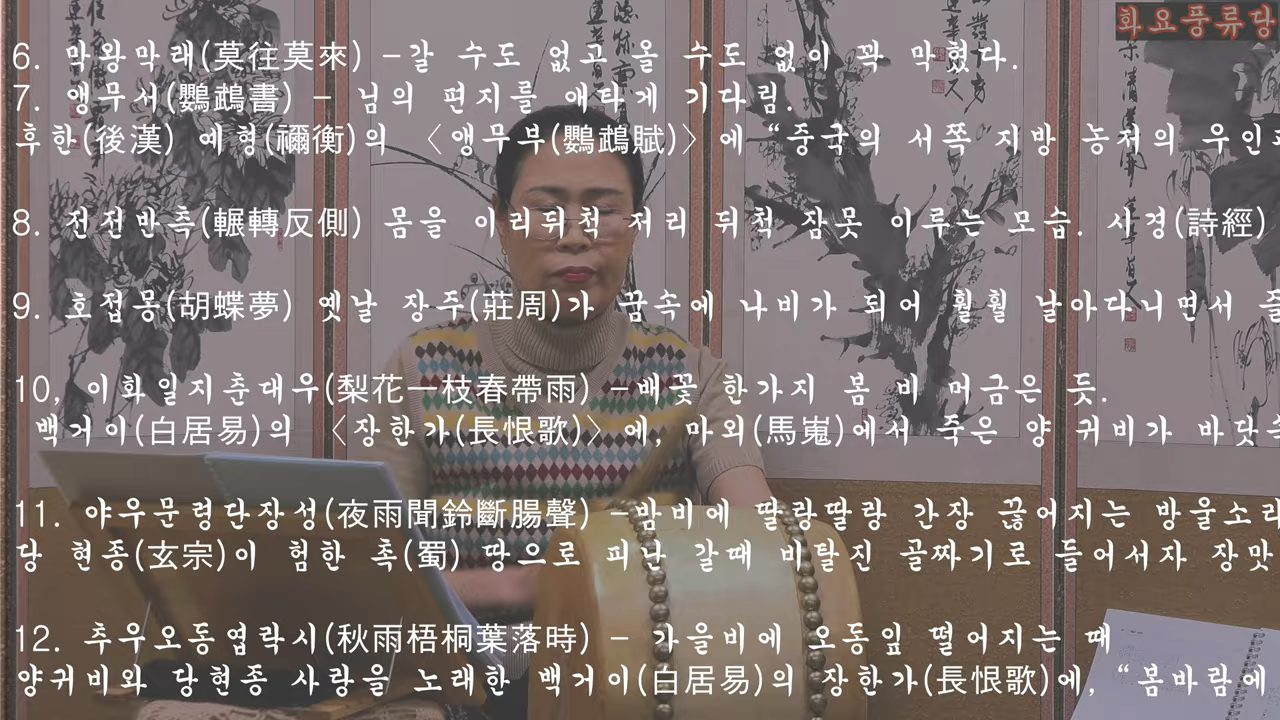 화요풍류당
6. 막왕막래(莫往莫來) -갈 수도 없고 올 수도 없이 꽉 막혔다.
7. 앵무서(鸚鵡書) - 님의 편지를 애타게 기다림.
후한(後漢) 예형(禰衡)의 〈앵무부(鸚鵡賦)〉에 “중국의 서쪽 지방 농저의 우인
8. 전전반측(輾轉反側) 몸을 이리뒤척 저리 뒤척 잠못 이루는 모습. 시경(詩經)
9. 호접몽(胡蝶夢) 옛날 장주(莊周)가 꿈속에 나비가 되어 훨훨 날아다니면서
10, 이화일지춘대우(梨花一枝春帶雨) -배꽃 한가지 봄 비 머금은 듯.
백거이(白居易)의 〈장한가(長恨歌)〉에, 마외(馬嵬)에서 죽은 양 귀비가 바닷
11. 야우문령단장성(夜雨聞鈴斷腸聲) -밤비에 딸랑딸랑 간장 끊어지는 방울소리
당 현종(玄宗)이 험한 촉(蜀) 땅으로 피난 갈때 비탈진 골짜기로 들어서자 장맛
12. 추우오동엽락시(秋雨梧桐葉落時) - 가을비에 오동잎 떨어지는 때
양귀비와 당현종 사랑을 노래한 백거이(白居易)의 장한가(長恨歌)에, “봄바람에